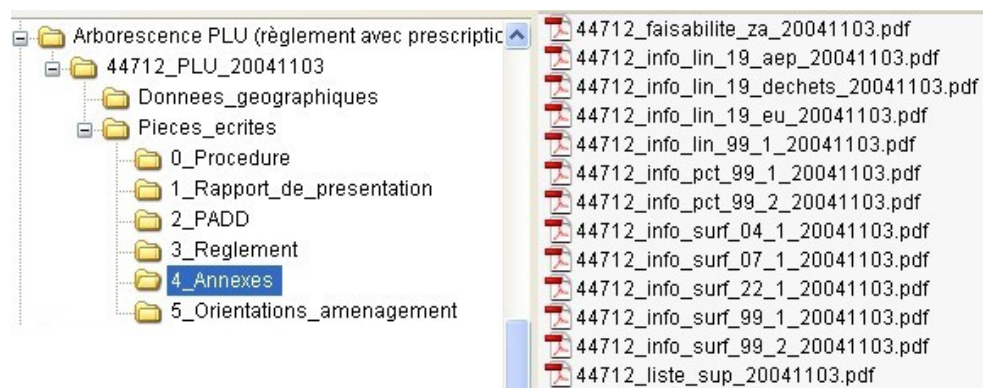 Arborescence PLU (règlement avec prescriptic
44712_PLU_20041103
Donnees_geographiques
Pieces_ecrites
0_Procedure
1_Rapport_de_presentation
2_PADD
3_Reglement
4_Annexes
5_Orientations_amenagement
44712_faisabilite_za_20041103.pdf
44712_info_lin_19_aep_20041103.pdf
44712_info_lin_19_dechets_20041103.pdf
44712_info_lin_19_eu_20041103.pdf
44712_info_lin_99_1_20041103.pdf
44712_info_pct_99_1_20041103.pdf
44712_info_pct_99_2_20041103.pdf
44712_info_surf_04_1_20041103.pdf
44712_info_surf_07_1_20041103.pdf
44712_info_surf_22_1_20041103.pdf
44712_info_surf_99_1_20041103.pdf
44712_info_surf_99_2_20041103.pdf
44712_liste_sup_20041103.pdf